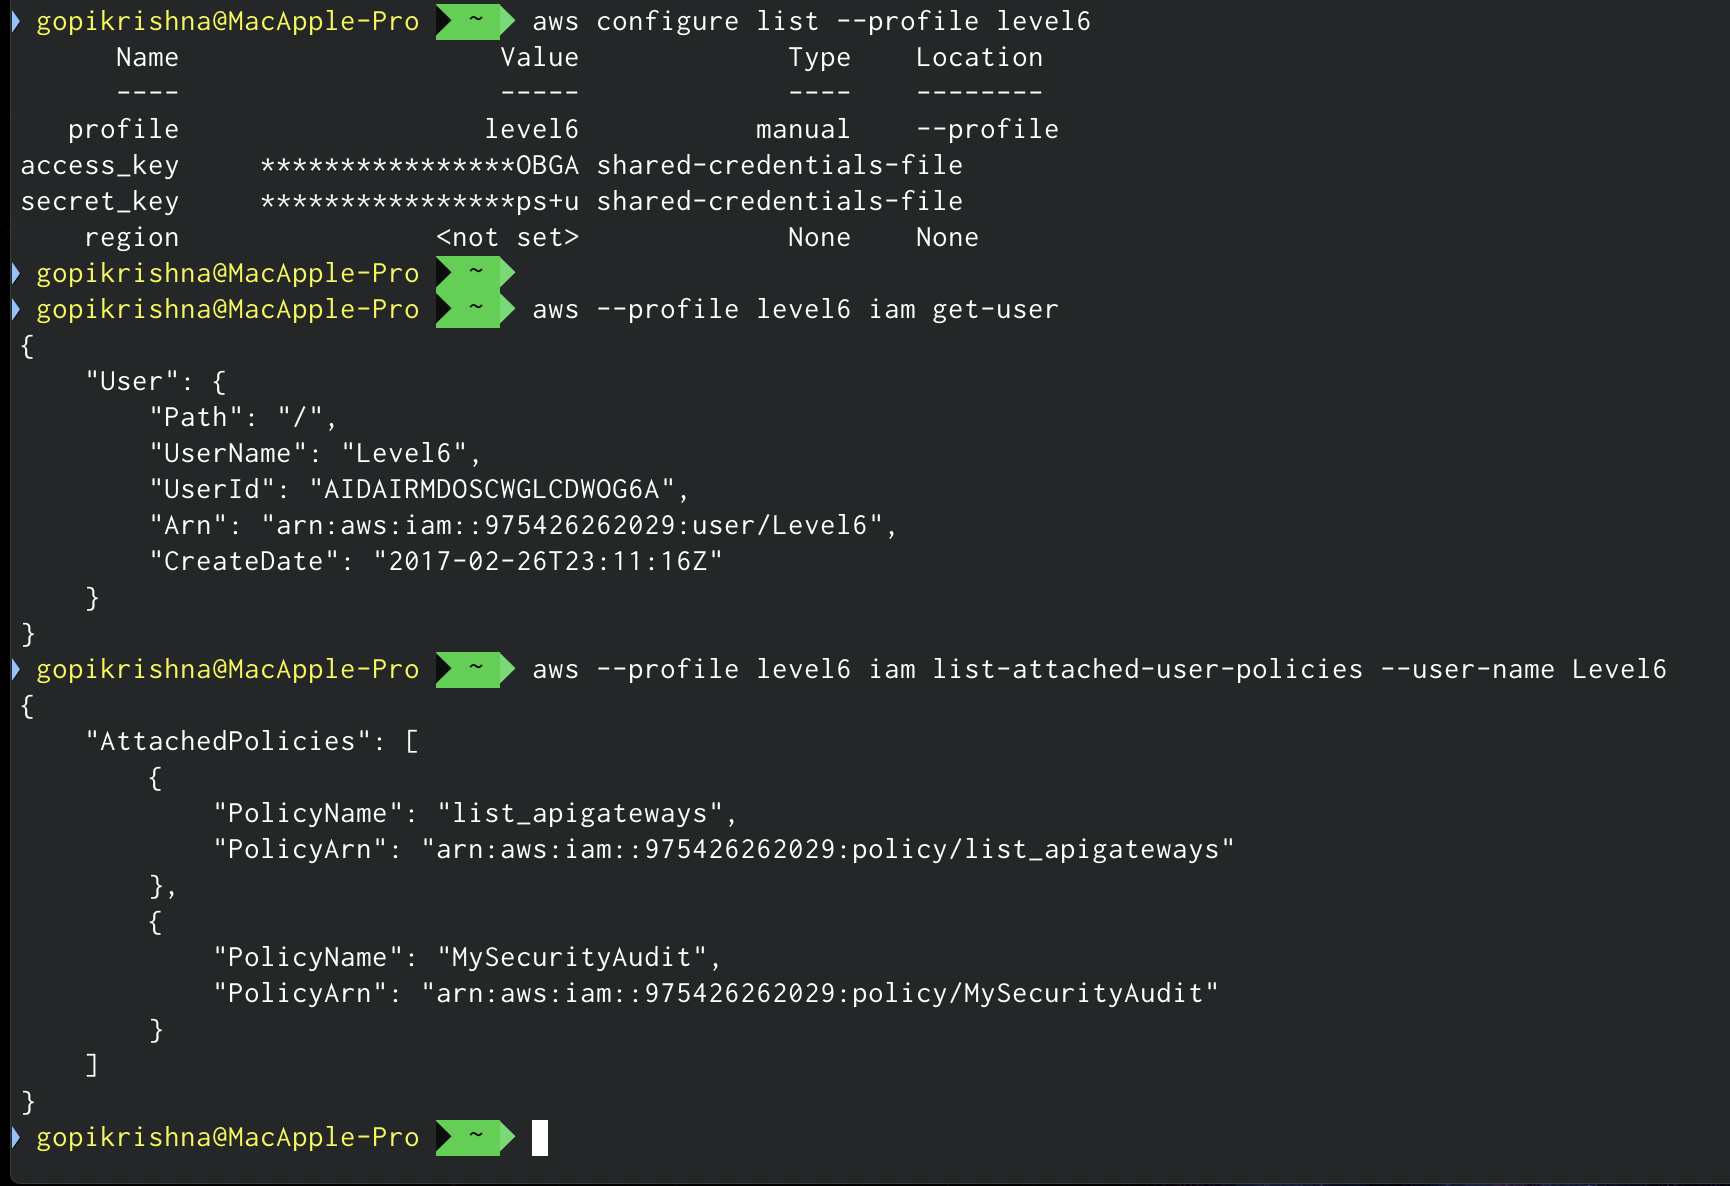 gopikrishna@MacApple-Pro ~ aws configure list --profile level6
      Name                    Value             Type    Location
      ----                    -----             ----    --------
   profile                   level6           manual    --profile
access_key     ****************OBGA shared-credentials-file
secret_key     ****************ps+u shared-credentials-file
    region                <not set>             None    None
gopikrishna@MacApple-Pro ~
gopikrishna@MacApple-Pro ~ aws --profile level6 iam get-user
{
    "User": {
        "Path": "/",
        "UserName": "Level6",
        "UserId": "AIDAIRMDOSCWGLCDWOG6A",
        "Arn": "arn:aws:iam::975426262029:user/Level6",
        "CreateDate": "2017-02-26T23:11:16Z"
    }
}
gopikrishna@MacApple-Pro ~ aws --profile level6 iam list-attached-user-policies --user-name Level6
{
    "AttachedPolicies": [
        {
            "PolicyName": "list_apigateways",
            "PolicyArn": "arn:aws:iam::975426262029:policy/list_apigateways"
        },
        {
            "PolicyName": "MySecurityAudit",
            "PolicyArn": "arn:aws:iam::975426262029:policy/MySecurityAudit"
        }
    ]
}
gopikrishna@MacApple-Pro ~